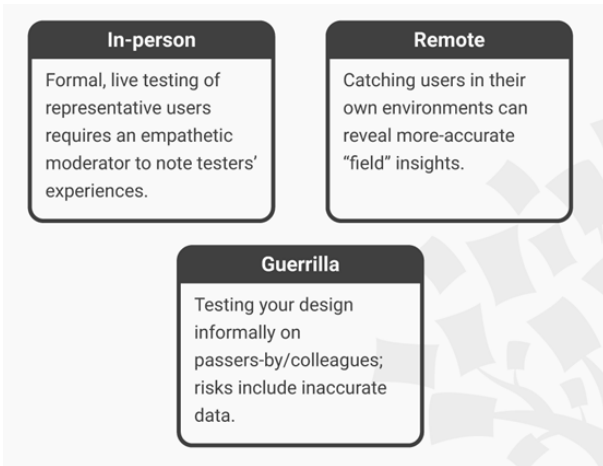 In-person
Formal, live testing of
representative users
requires an empathetic
moderator to note testers’
experiences.
Remote
Catching users in their
own environments can
reveal more-accurate
“field” insights.
Guerrilla
Testing your design
informally on
passers-by/colleagues;
risks include inaccurate
data.